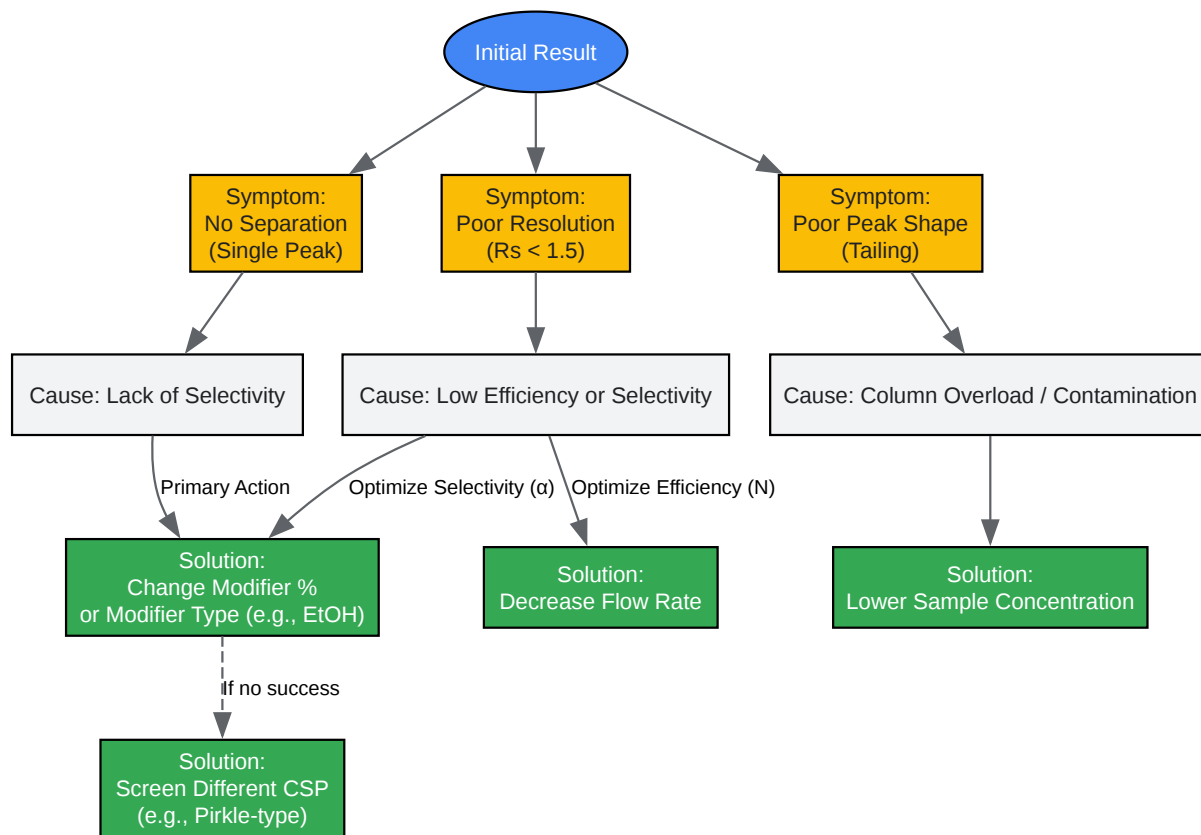 Initial Result
Symptom:
No Separation
(Single Peak)
Symptom:
Poor Resolution
(Rs < 1.5)
Symptom:
Poor Peak Shape
(Tailing)
Cause: Lack of Selectivity
Cause: Low Efficiency or Selectivity
Cause: Column Overload / Contamination
Primary Action
Optimize Selectivity (α)
Optimize Efficiency (N)
Solution:
Change Modifier %
or Modifier Type (e.g., EtOH)
Solution:
Decrease Flow Rate
Solution:
Lower Sample Concentration
If no success
Solution:
Screen Different CSP
(e.g., Pirkle-type)